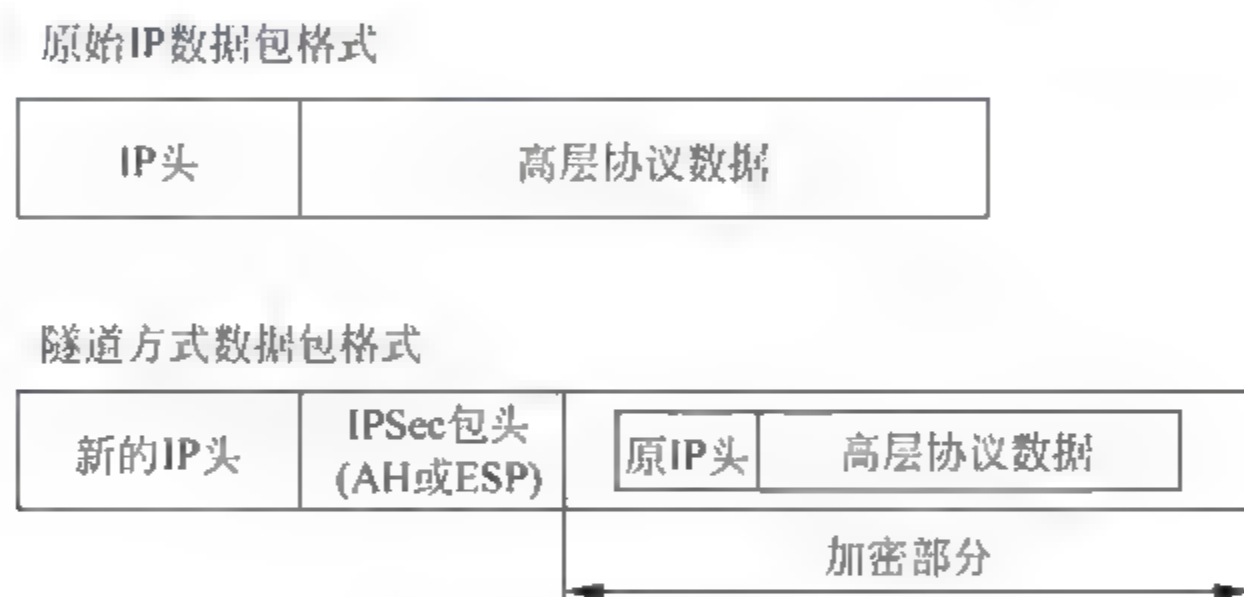 原始IP数据包格式
IP头
高层协议数据
隧道方式数据包格式
新的IP头
IPSec包头
(AH或ESP)
原IP头
高层协议数据
加密部分